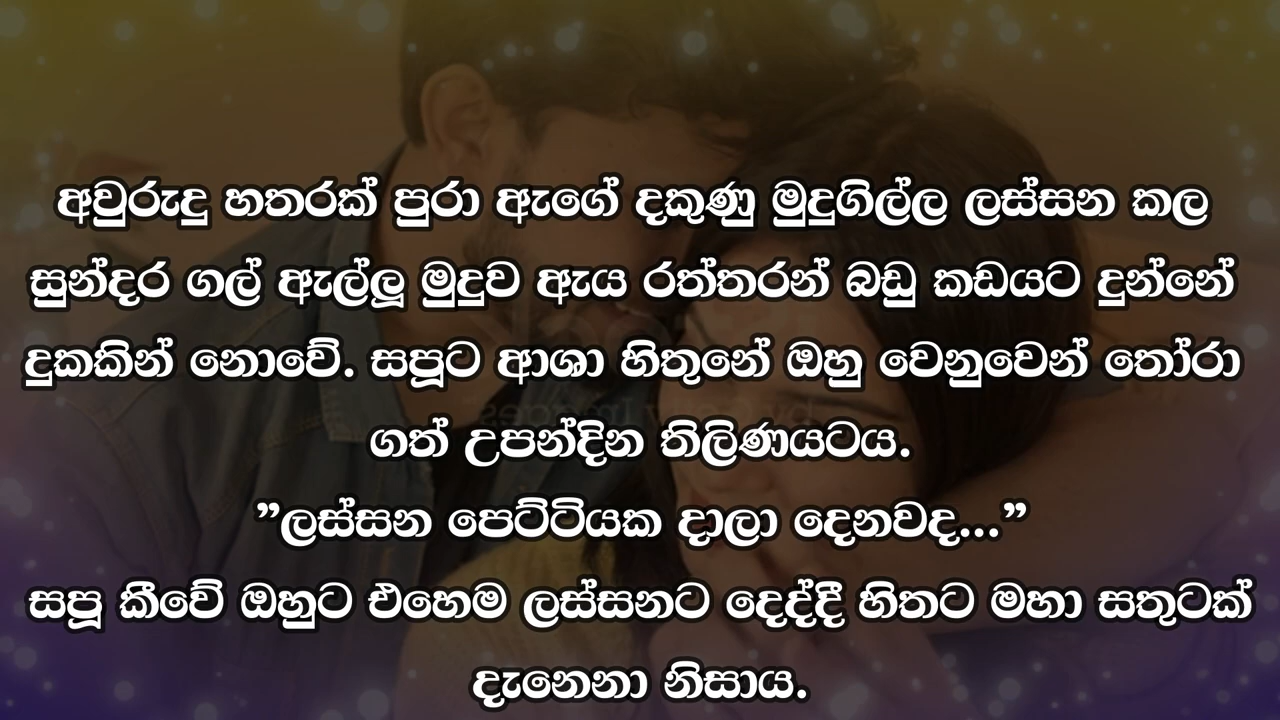 අවුරුදු හතරක් පුරා ඇගේ දකුණු මුදුගිල්ල ලස්සන කල
සුන්දර ගල් ඇල්ලූ මුදුව ඇය රත්තරන් බඩු කඩයට දුන්නේ
දුකකින් නොවේ. සපූට ආශා හිතුනේ ඔහු වෙනුවෙන් තෝරා
ගත් උපන්දින තිලිණයටය.
”ලස්සන පෙට්ටියක දාලා දෙනවද...”
සපූ කීවේ ඔහුට එහෙම ලස්සනට දෙද්දී හිතට මහා සතුටක්
දැනෙනා නිසාය.